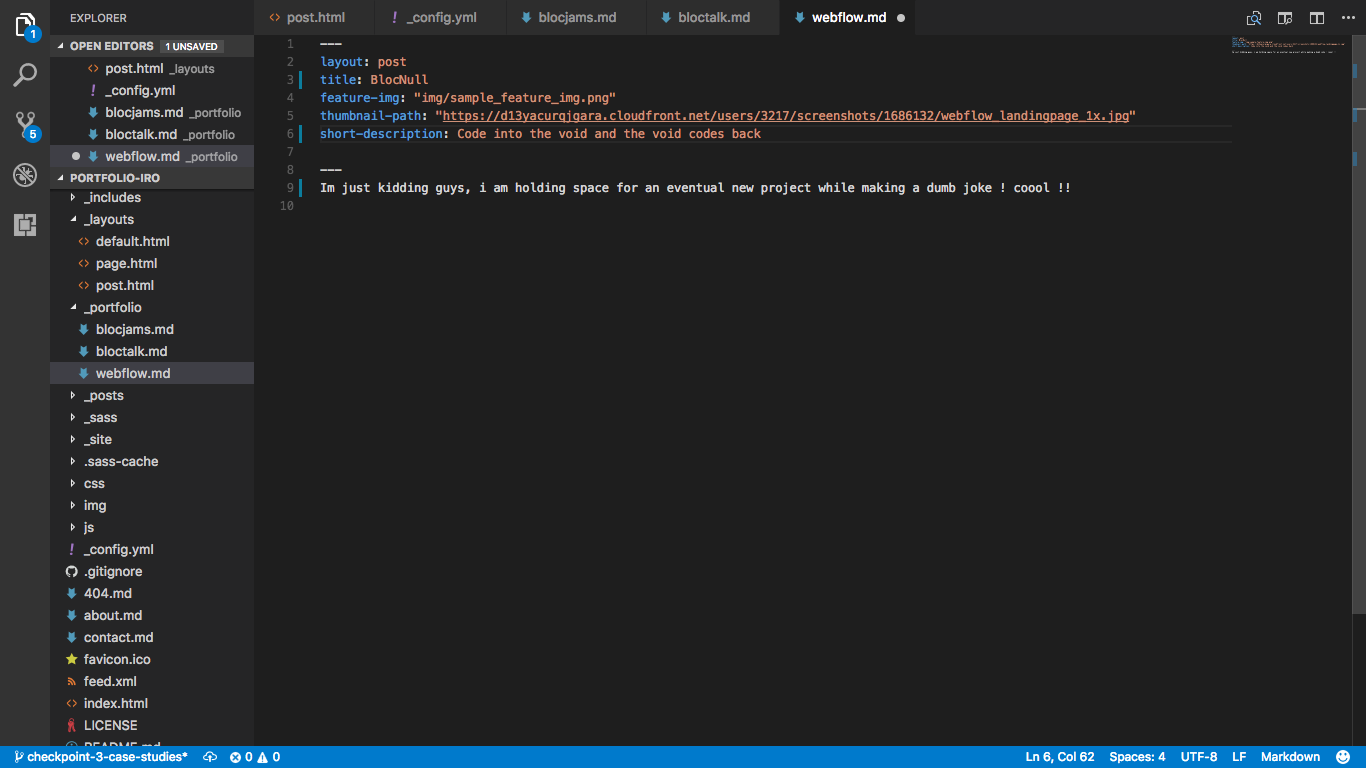 EXPLORER
post.html
! _config.yml
blocjams.md
bloctalk.md
webflow.md
1
OPEN EDITORS 1 UNSAVED
post.html _layouts
! _config.yml
blocjams.md _portfolio
bloctalk.md _portfolio
webflow.md _portfolio
5
PORTFOLIO-IRO
_includes
_layouts
default.html
page.html
post.html
_portfolio
blocjams.md
bloctalk.md
webflow.md
_posts
_sass
_site
.sass-cache
css
img
js
! _config.yml
.gitignore
404.md
about.md
contact.md
favicon.ico
feed.xml
index.html
LICENSE
README.md
1 ---
2 layout: post
3 title: BlocNull
4 feature-img: "img/sample_feature_img.png"
5 thumbnail-path: "https://d13yacurqjgara.cloudfront.net/users/3217/screenshots/1686132/webflow_landingpage_1x.jpg"
6 short-description: Code into the void and the void codes back
7
8 ---
9 Im just kidding guys, i am holding space for an eventual new project while making a dumb joke ! coool !!
10
checkpoint-3-case-studies* 0 0 Ln 6, Col 62 Spaces: 4 UTF-8 LF Markdown